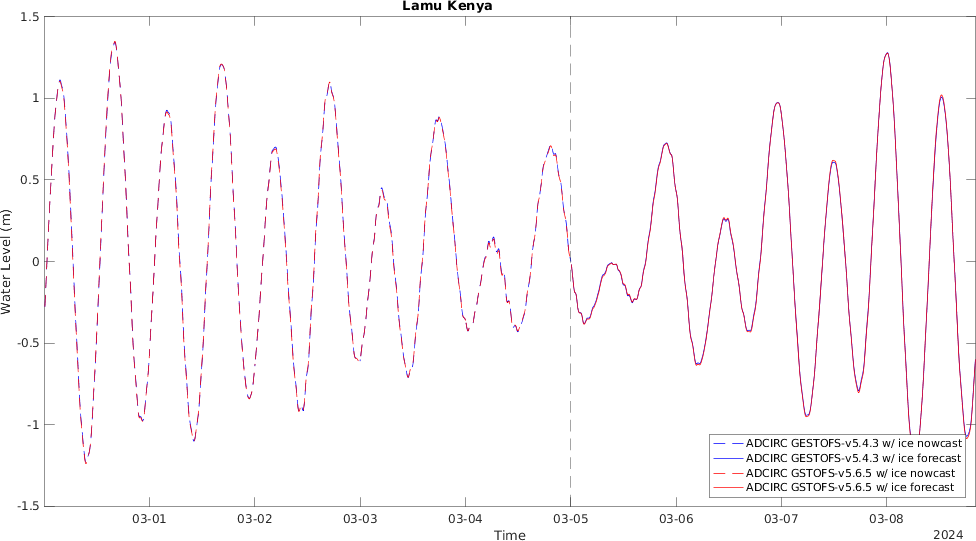 Lamu Kenya
1.5
1
0.5
0
-0.5
-1
-1.5
Water Level (m)
03-01 03-02 03-03 03-04 03-05 03-06 03-07 03-08
Time
2024
ADCIRC GESTOFS-v5.4.3 w/ ice nowcast
ADCIRC GESTOFS-v5.4.3 w/ ice forecast
ADCIRC GSTOFS-v5.6.5 w/ ice nowcast
ADCIRC GSTOFS-v5.6.5 w/ ice forecast